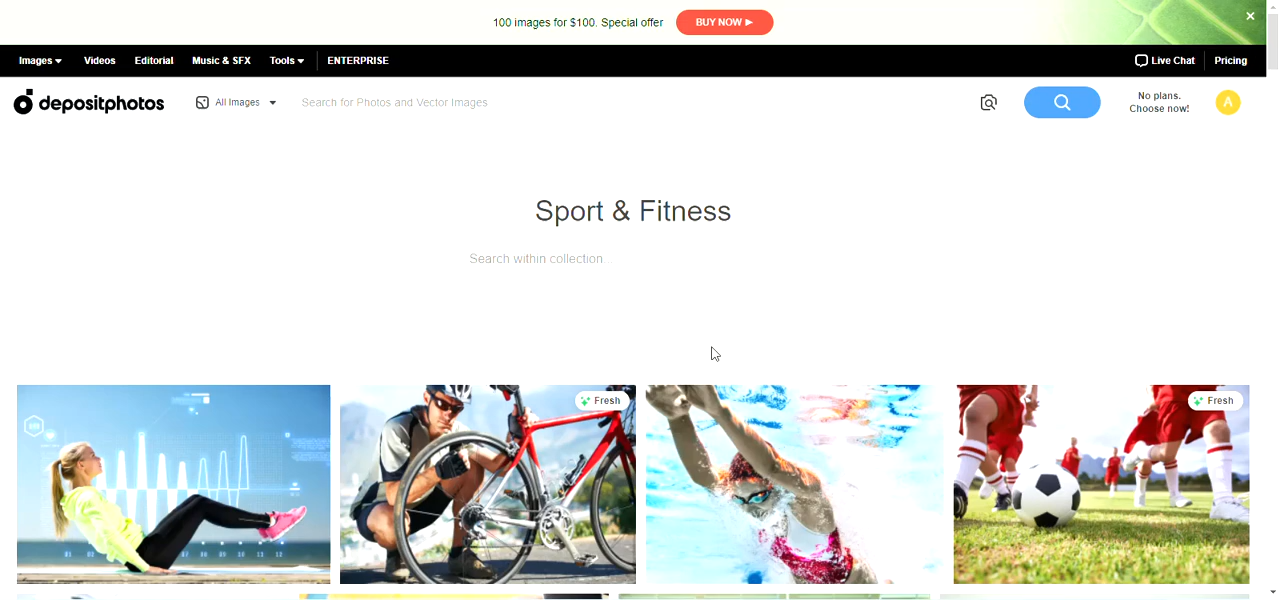 100 images for $100. Special offer
BUY NOW ▶
Images
Videos
Editorial
Music & SFX
Tools
ENTERPRISE
Live Chat
Pricing
depositphotos
All Images
Search for Photos and Vector Images
No plans.
Choose now!
A
Sport & Fitness
Search within collection...
Fresh
Fresh